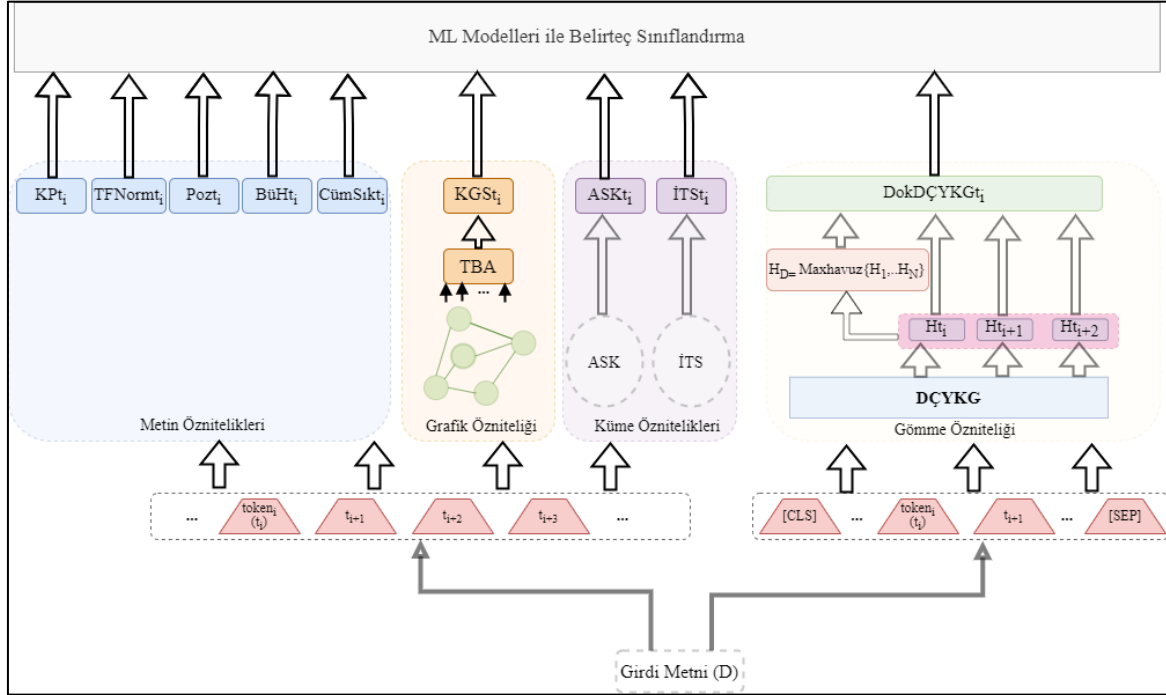 ML Modelleri ile Belirteç Sınıflandırma
KPt_i TFNormt_i Pozt_i BüHt_i CümSıkt_i KGSt_i ASKt_i İTSt_i DokDÇYKGt_i
TBA
H_D= Maxhavuz{H_1,..H_N}
...
Ht_i Ht_i+1 Ht_i+2
ASK İTS
DÇYKG
Metin Öznitelikleri Grafik Özniteliği Küme Öznitelikleri Gömme Özniteliği
... token_i (t_i) t_i+1 t_i+2 t_i+3 ...
[CLS] ... token_i (t_i) t_i+1 ... [SEP]
Girdi Metni (D)